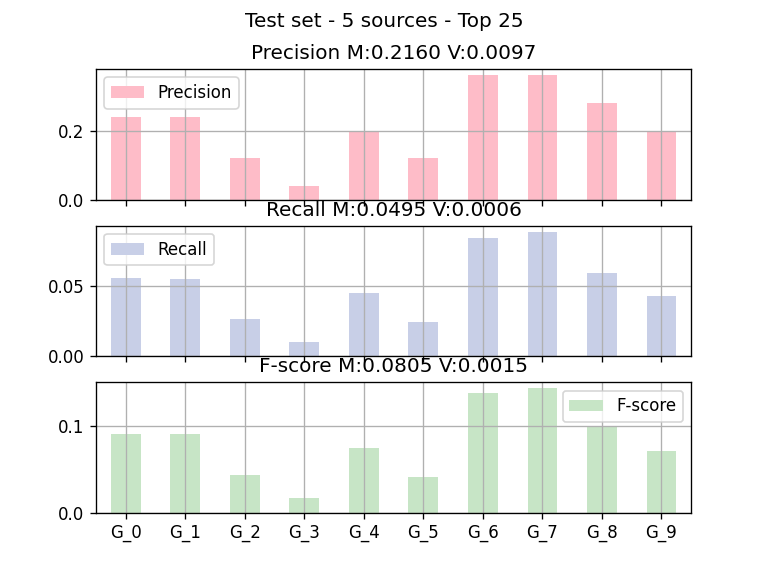 Test set - 5 sources - Top 25
Precision M:0.2160 V:0.0097
Precision
0.2
0.0
Recall M:0.0495 V:0.0006
Recall
0.05
0.00
F-score M:0.0805 V:0.0015
F-score
0.1
0.0
G_0 G_1 G_2 G_3 G_4 G_5 G_6 G_7 G_8 G_9